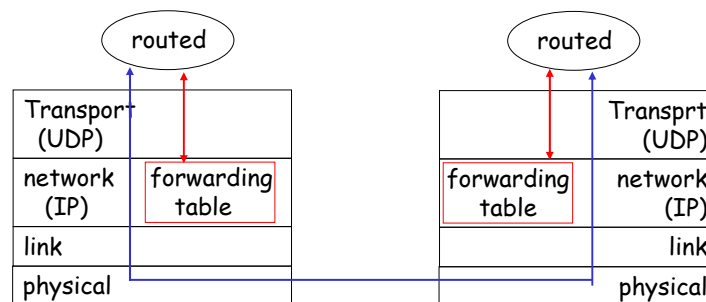 routed
routed
Transport
(UDP)
Transprt
(UDP)
network
(IP)
forwarding
table
forwarding
table
network
(IP)
link
link
physical
physical